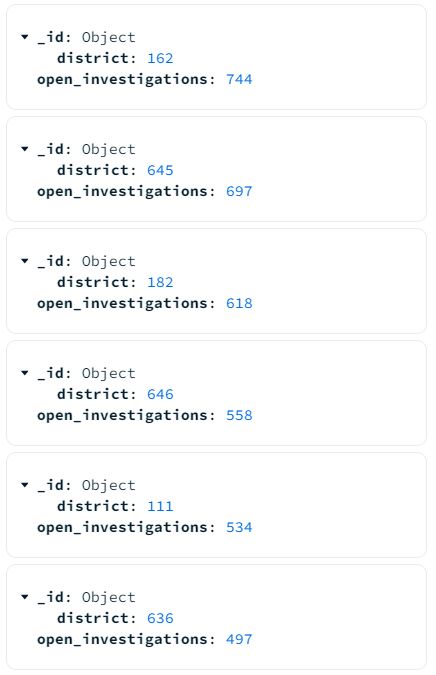 _id: Object
district: 162
open_investigations: 744
_id: Object
district: 645
open_investigations: 697
_id: Object
district: 182
open_investigations: 618
_id: Object
district: 646
open_investigations: 558
_id: Object
district: 111
open_investigations: 534
_id: Object
district: 636
open_investigations: 497